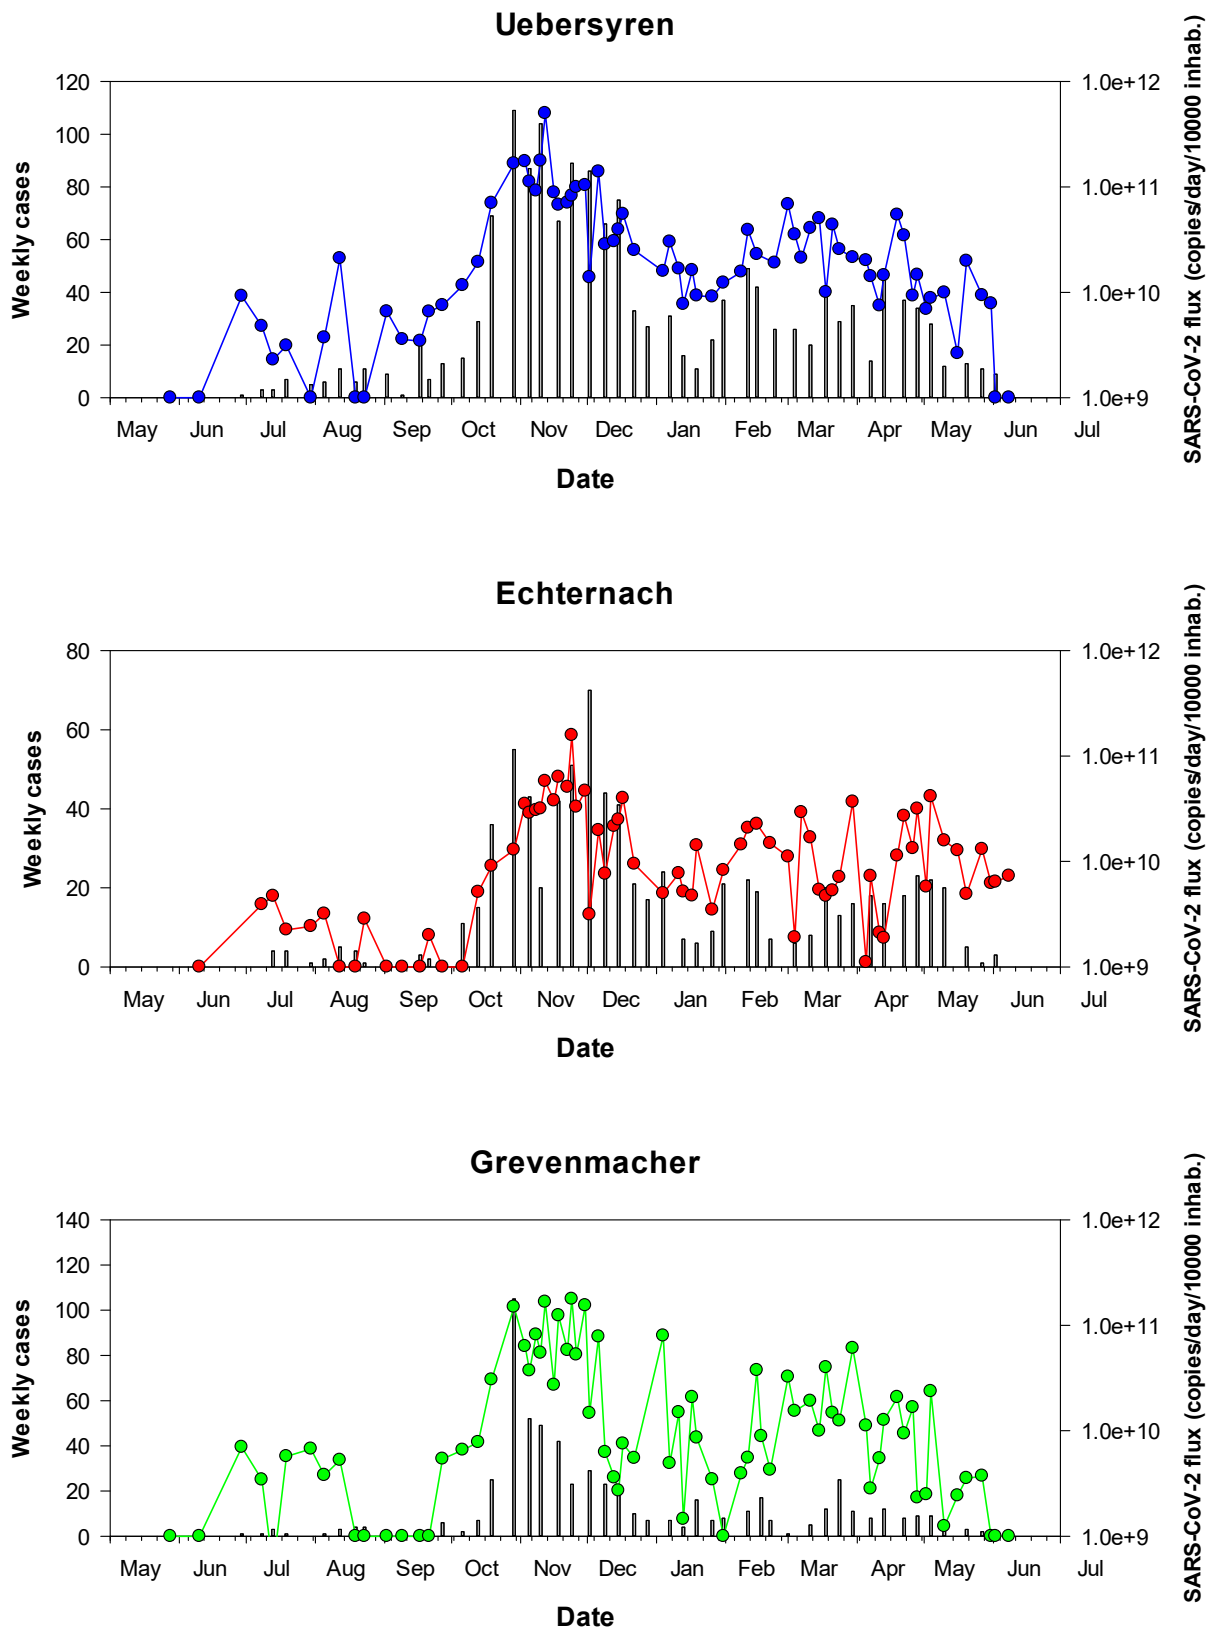 Uebersyren
120
100
80
60
40
20
0
Weekly cases
1.0e+12
1.0e+11
1.0e+10
1.0e+9
SARS-CoV-2 flux (copies/day/10000 inhab.)
May Jun Jul Aug Sep Oct Nov Dec Jan Feb Mar Apr May Jun Jul
Date
Echternach
80
60
40
20
0
Weekly cases
1.0e+12
1.0e+11
1.0e+10
1.0e+9
SARS-CoV-2 flux (copies/day/10000 inhab.)
May Jun Jul Aug Sep Oct Nov Dec Jan Feb Mar Apr May Jun Jul
Date
Grevenmacher
140
120
100
80
60
40
20
0
Weekly cases
1.0e+12
1.0e+11
1.0e+10
1.0e+9
SARS-CoV-2 flux (copies/day/10000 inhab.)
May Jun Jul Aug Sep Oct Nov Dec Jan Feb Mar Apr May Jun Jul
Date